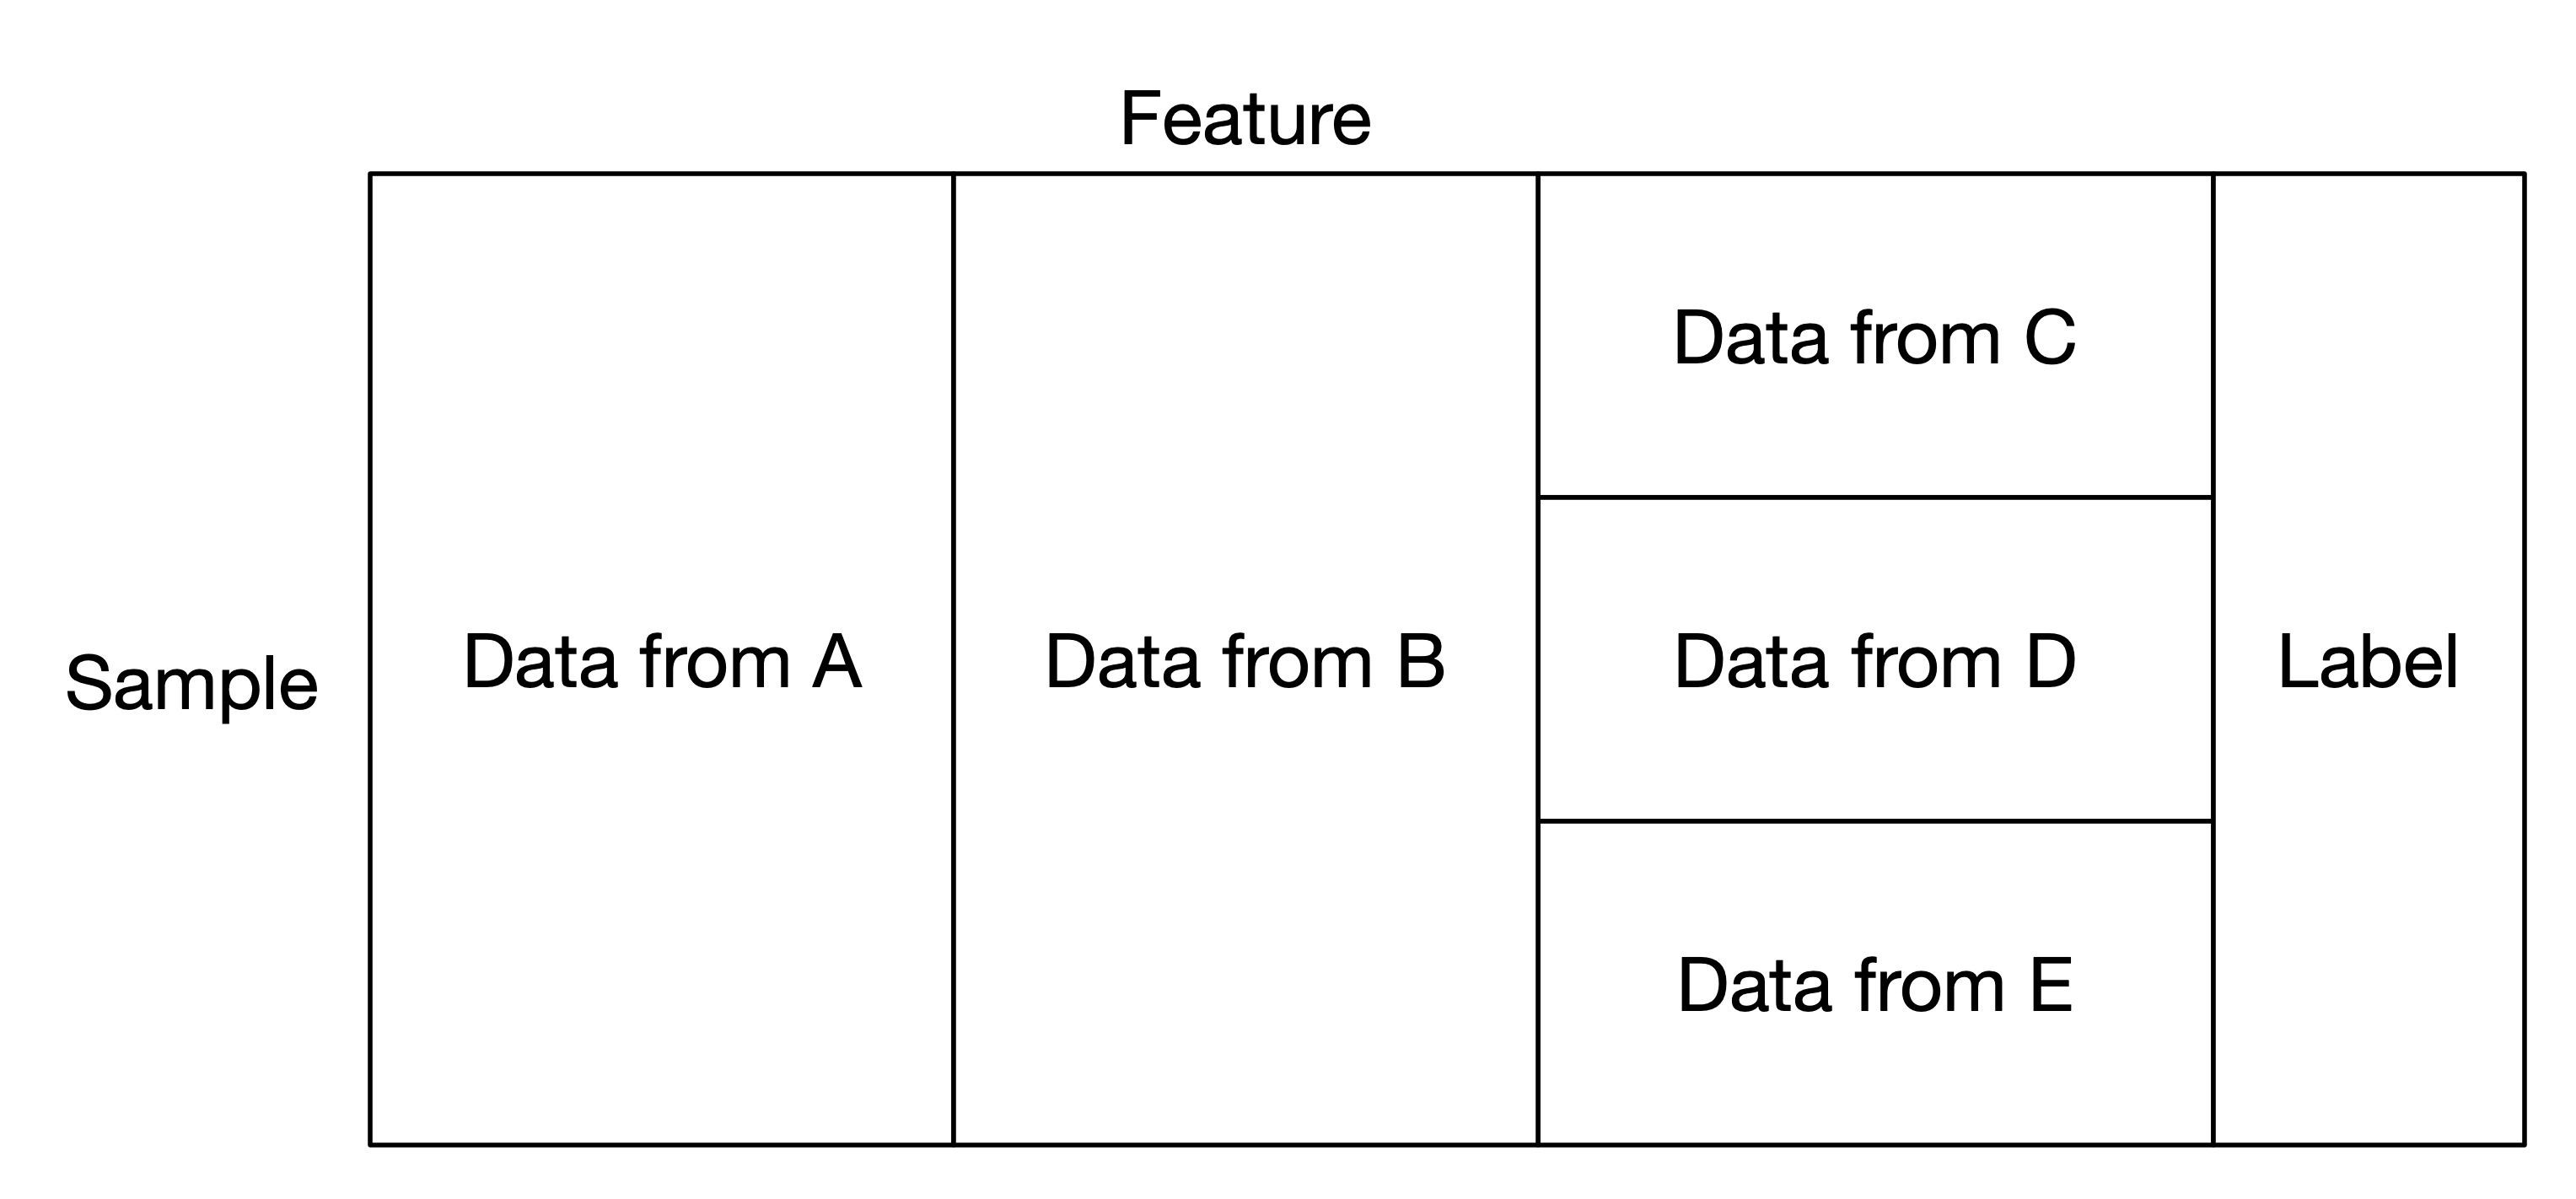 Feature
Data from C
Sample
Data from A
Data from B
Data from D
Label
Data from E